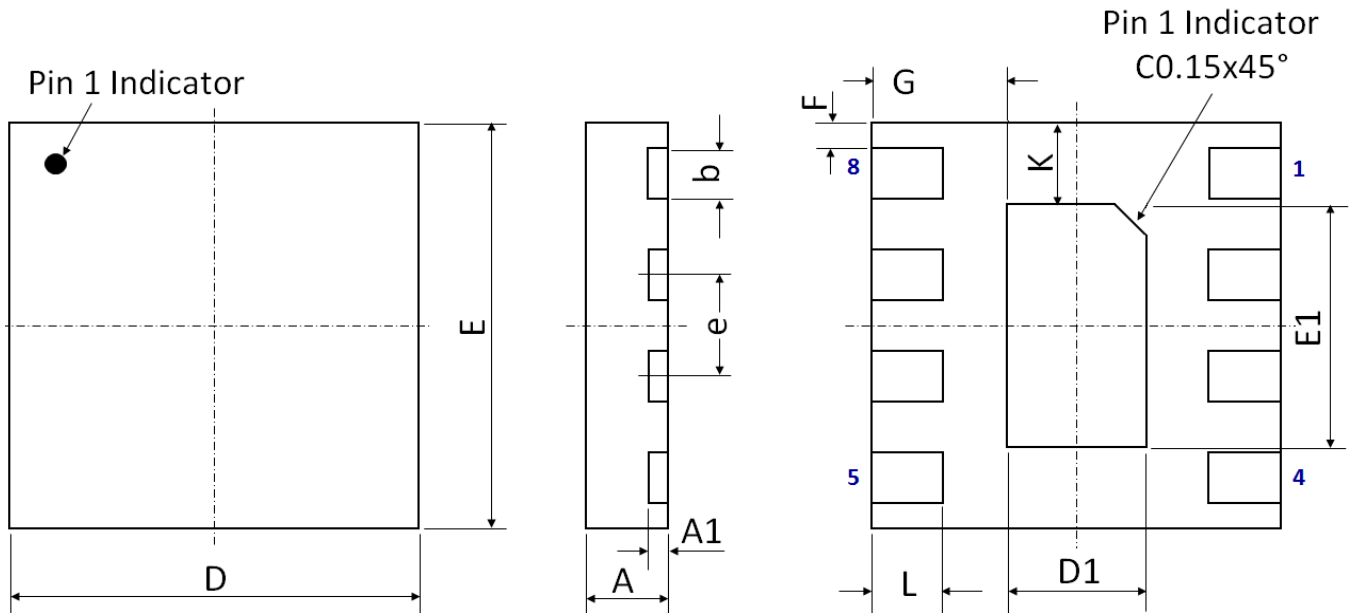 Pin 1 Indicator
E
D
b
e
A1
A
Pin 1 Indicator
C0.15x45°
G
F
K
8
1
E1
5
4
L
D1